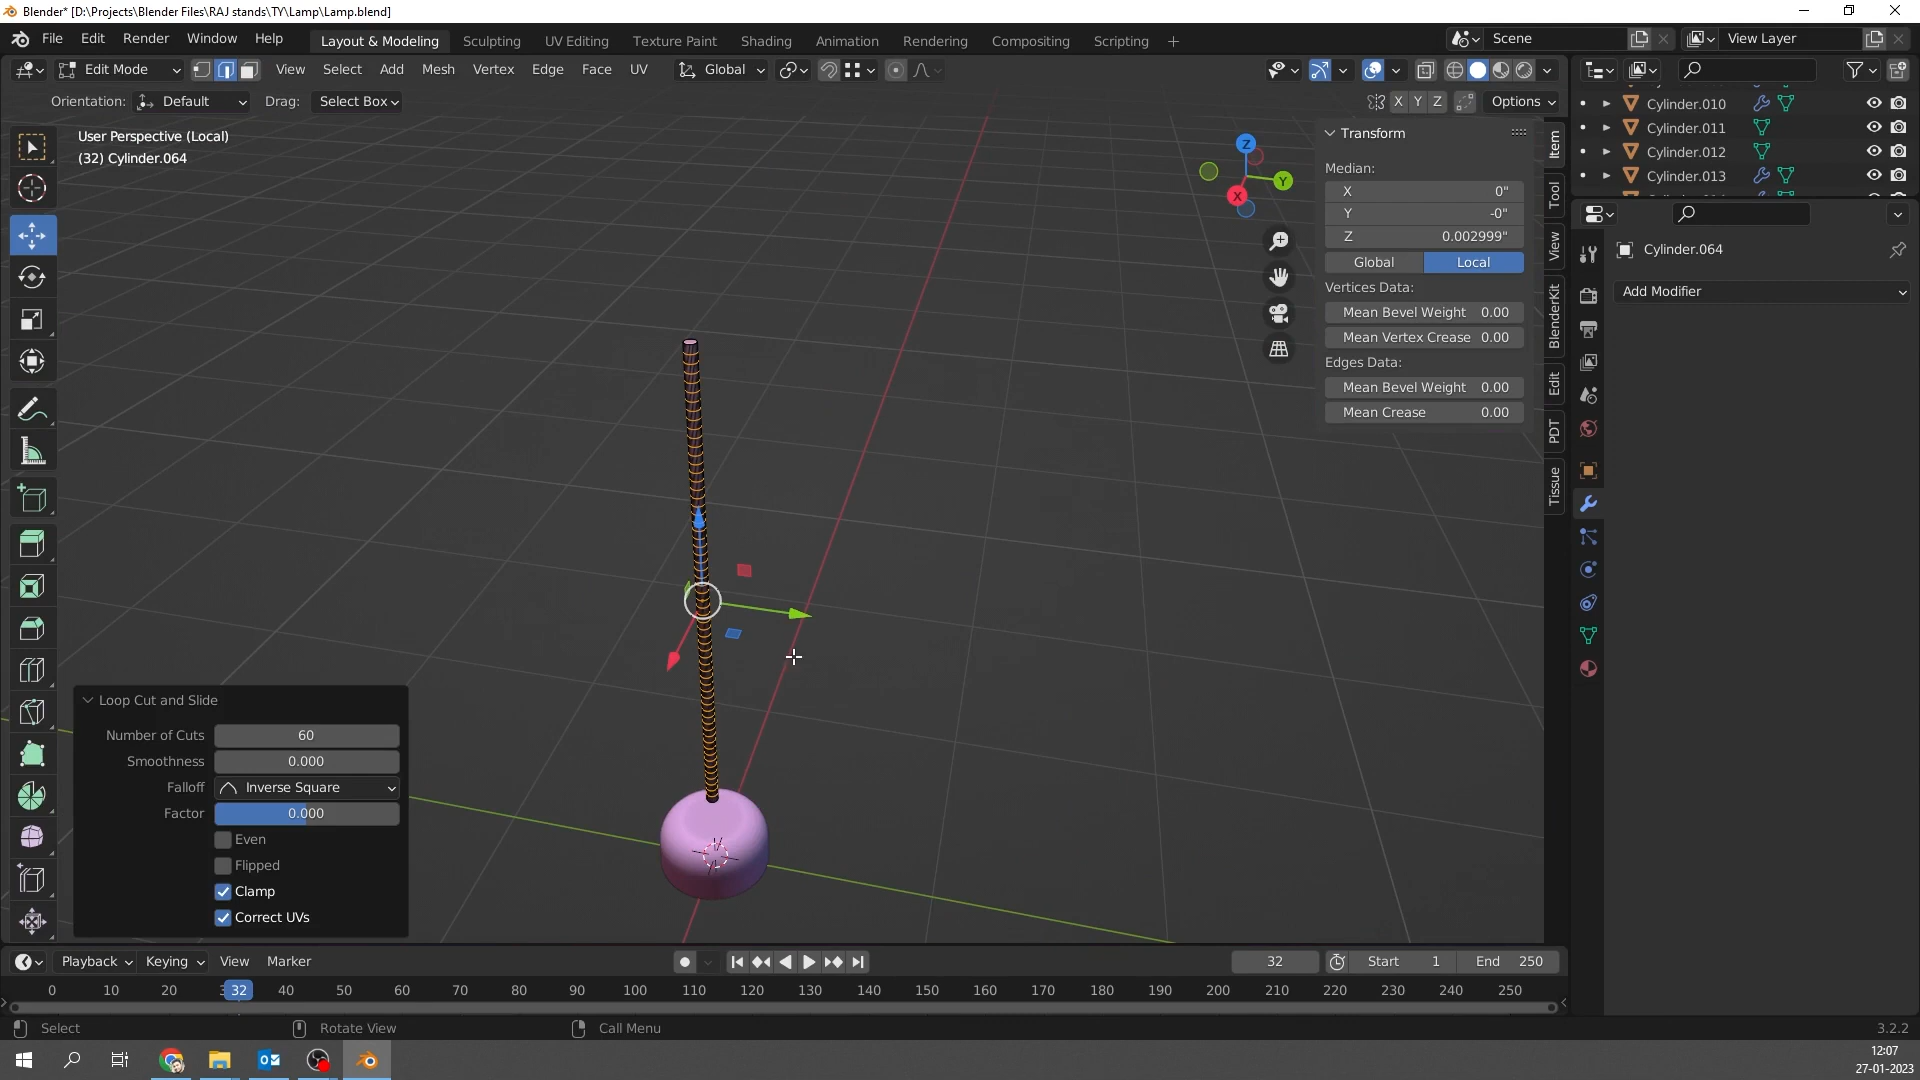 Blender* [D:\Projects\Blender Files\RAJ stands\TY\Lamp\Lamp.blend]
File Edit Render Window Help Layout & Modeling Sculpting UV Editing Texture Paint Shading Animation Rendering Compositing Scripting + Scene View Layer
Edit Mode View Select Add Mesh Vertex Edge Face UV Global
Orientation: Default Drag: Select Box X Y Z Options
User Perspective (Local)
(32) Cylinder.064
Z
Y
X
Transform
Median:
X 0"
Y -0"
Z 0.002999"
Global Local
Vertices Data:
Mean Bevel Weight 0.00
Mean Vertex Crease 0.00
Edges Data:
Mean Bevel Weight 0.00
Mean Crease 0.00
Item
Tool
View
BlenderKit
Edit
PDT
Tissue
Cylinder.010
Cylinder.011
Cylinder.012
Cylinder.013
Cylinder.064
Add Modifier
Loop Cut and Slide
Number of Cuts 60
Smoothness 0.000
Falloff Inverse Square
Factor 0.000
Even
Flipped
Clamp
Correct UVs
Playback Keying View Marker 32 Start 1 End 250
0 10 20 32 40 50 60 70 80 90 100 110 120 130 140 150 160 170 180 190 200 210 220 230 240 250
Select Rotate View Call Menu 3.2.2
12:07
27-01-2023